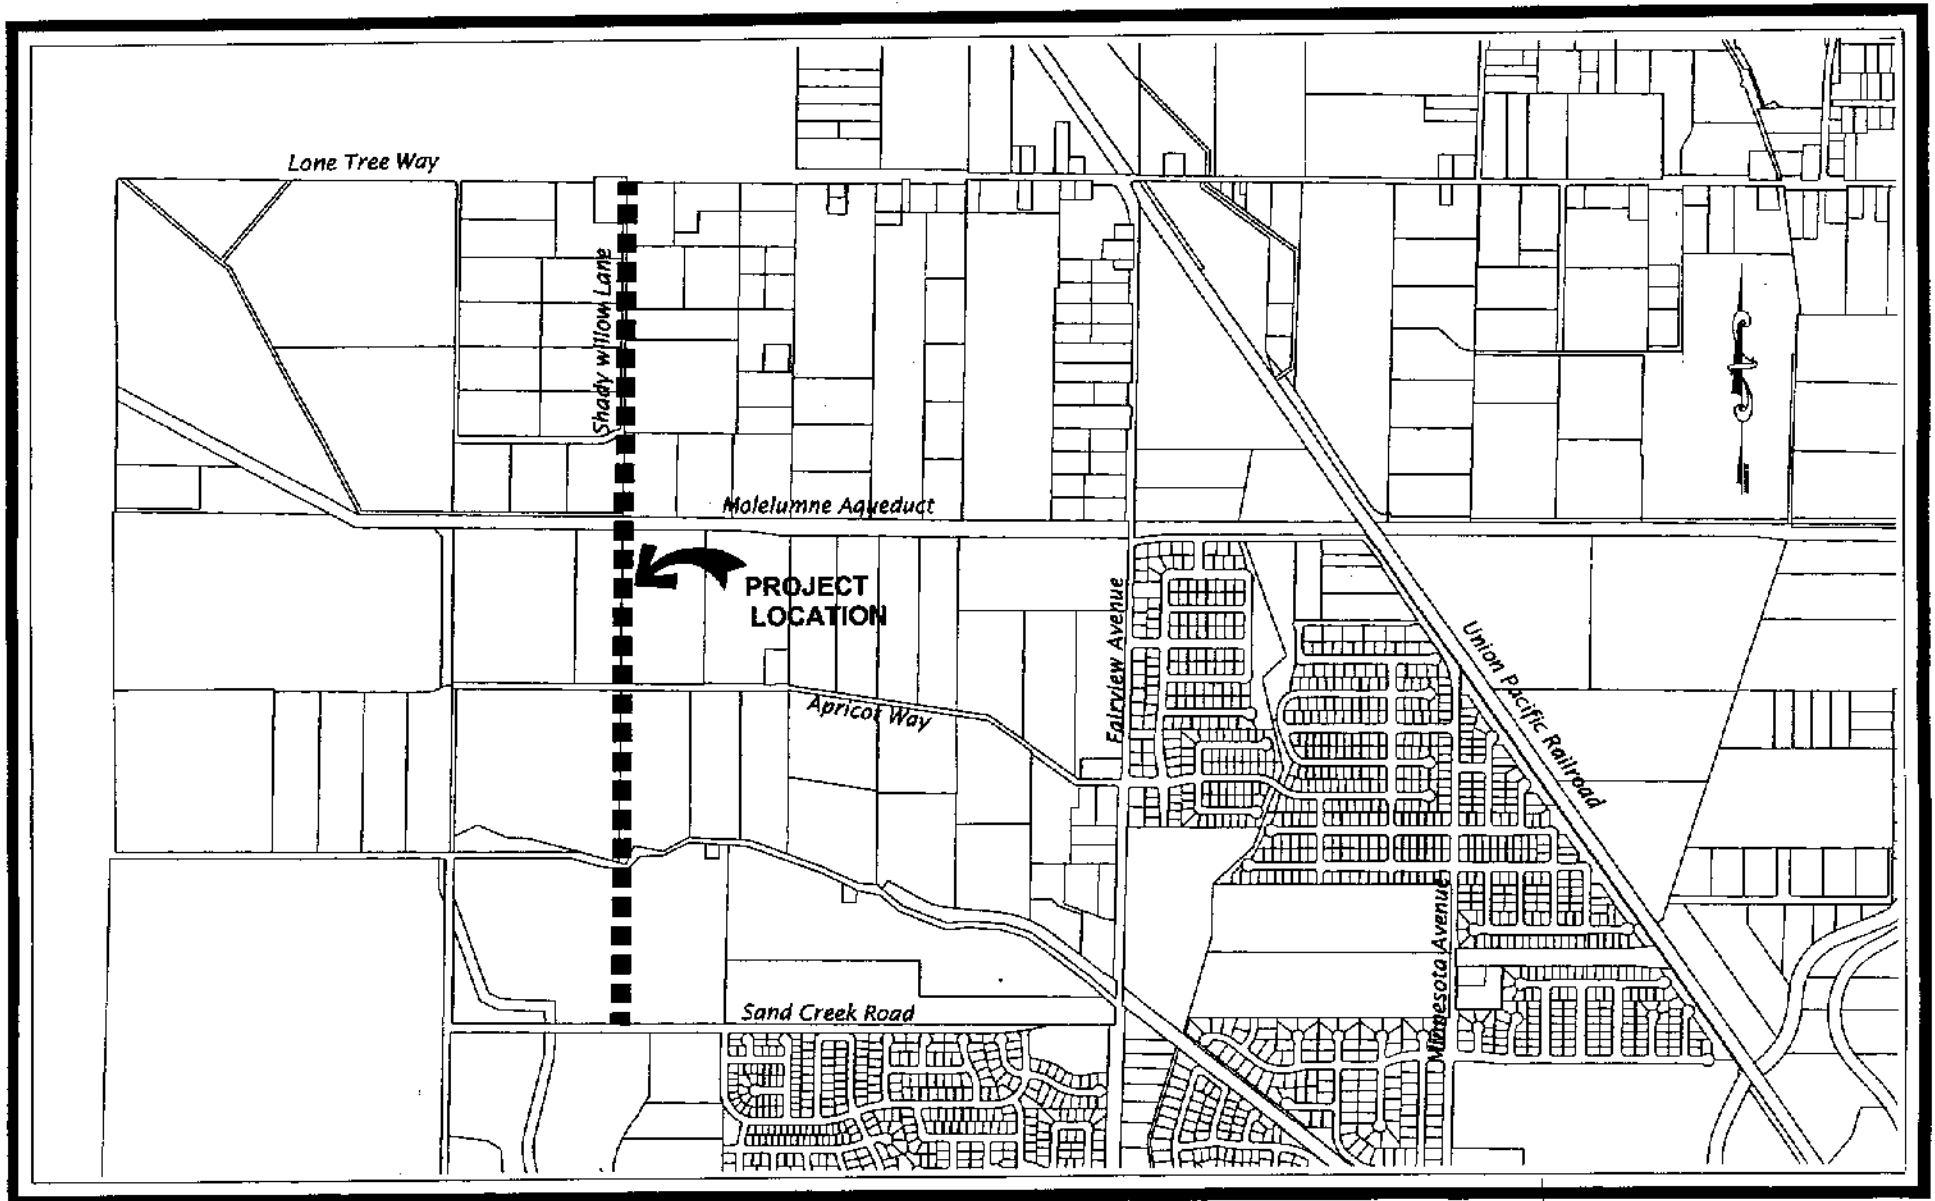 Lone Tree Way
Shady Willow Lane
Molelumne Aqueduct
PROJECT
LOCATION
Fairview Avenue
Union Pacific Railroad
Apricot Way
Minnesota Avenue
Sand Creek Road